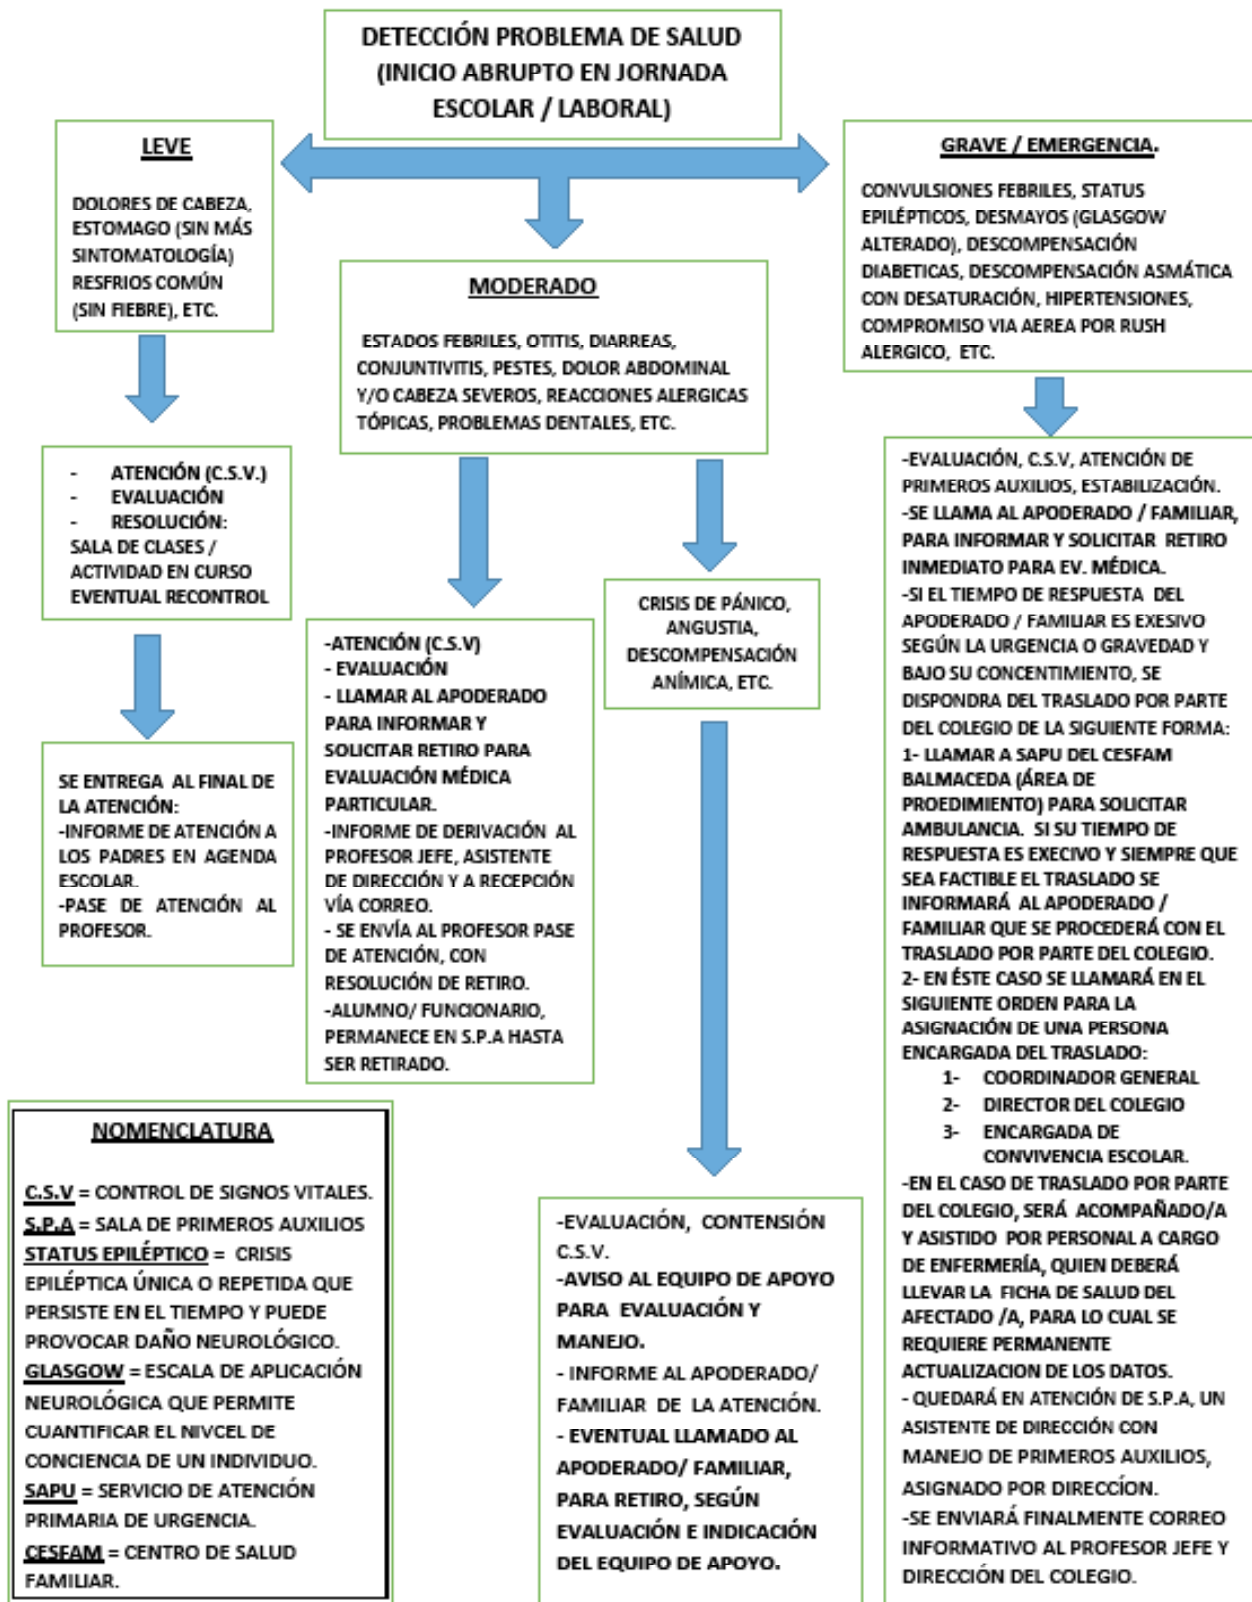 DETECCIÓN PROBLEMA DE SALUD
(INICIO ABRUPTO EN JORNADA
ESCOLAR / LABORAL)
LEVE
DOLORES DE CABEZA,
ESTOMAGO (SIN MÁS
SINTOMATOLOGÍA)
RESFRIOS COMÚN
(SIN FIEBRE), ETC.
MODERADO
ESTADOS FEBRILES, OTITIS, DIARREAS,
CONJUNTIVITIS, PESTES, DOLOR ABDOMINAL
Y/O CABEZA SEVEROS, REACCIONES ALERGICAS
TÓPICAS, PROBLEMAS DENTALES, ETC.
GRAVE / EMERGENCIA.
CONVULSIONES FEBRILES, STATUS
EPILÉPTICOS, DESMAYOS (GLASGOW
ALTERADO), DESCOMPENSACIÓN
DIABETICAS, DESCOMPENSACIÓN ASMÁTICA
CON DESATURACIÓN, HIPERTENSIONES,
COMPROMISO VIA AEREA POR RUSH
ALERGICO, ETC.
- ATENCIÓN (C.S.V.)
- EVALUACIÓN
- RESOLUCIÓN:
SALA DE CLASES /
ACTIVIDAD EN CURSO
EVENTUAL RECONTROL
SE ENTREGA AL FINAL DE
LA ATENCIÓN:
-INFORME DE ATENCIÓN A
LOS PADRES EN AGENDA
ESCOLAR.
-PASE DE ATENCIÓN AL
PROFESOR.
-ATENCIÓN (C.S.V)
- EVALUACIÓN
- LLAMAR AL APODERADO
PARA INFORMAR Y
SOLICITAR RETIRO PARA
EVALUACIÓN MÉDICA
PARTICULAR.
-INFORME DE DERIVACIÓN AL
PROFESOR JEFE, ASISTENTE
DE DIRECCIÓN Y A RECEPCIÓN
VÍA CORREO.
- SE ENVÍA AL PROFESOR PASE
DE ATENCIÓN, CON
RESOLUCIÓN DE RETIRO.
-ALUMNO/ FUNCIONARIO,
PERMANECE EN S.P.A HASTA
SER RETIRADO.
CRISIS DE PÁNICO,
ANGUSTIA,
DESCOMPENSACIÓN
ANÍMICA, ETC.
-EVALUACIÓN, CONTENSIÓN
C.S.V.
-AVISO AL EQUIPO DE APOYO
PARA EVALUACIÓN Y
MANEJO.
- INFORME AL APODERADO/
FAMILIAR DE LA ATENCIÓN.
- EVENTUAL LLAMADO AL
APODERADO/ FAMILIAR,
PARA RETIRO, SEGÚN
EVALUACIÓN E INDICACIÓN
DEL EQUIPO DE APOYO.
-EVALUACIÓN, C.S.V, ATENCIÓN DE
PRIMEROS AUXILIOS, ESTABILIZACIÓN.
-SE LLAMA AL APODERADO / FAMILIAR,
PARA INFORMAR Y SOLICITAR RETIRO
INMEDIATO PARA EV. MÉDICA.
-SI EL TIEMPO DE RESPUESTA DEL
APODERADO / FAMILIAR ES EXESIVO
SEGÚN LA URGENCIA O GRAVEDAD Y
BAJO SU CONCENTIMIENTO, SE
DISPONDRA DEL TRASLADO POR PARTE
DEL COLEGIO DE LA SIGUIENTE FORMA:
1- LLAMAR A SAPU DEL CESFAM
BALMACEDA (ÁREA DE
PROEDIMIENTO) PARA SOLICITAR
AMBULANCIA. SI SU TIEMPO DE
RESPUESTA ES EXECIVO Y SIEMPRE QUE
SEA FACTIBLE EL TRASLADO SE
INFORMARÁ AL APODERADO /
FAMILIAR QUE SE PROCEDERÁ CON EL
TRASLADO POR PARTE DEL COLEGIO.
2- EN ÉSTE CASO SE LLAMARÁ EN EL
SIGUIENTE ORDEN PARA LA
ASIGNACIÓN DE UNA PERSONA
ENCARGADA DEL TRASLADO:
1- COORDINADOR GENERAL
2- DIRECTOR DEL COLEGIO
3- ENCARGADA DE
CONVIVENCIA ESCOLAR.
-EN EL CASO DE TRASLADO POR PARTE
DEL COLEGIO, SERÁ ACOMPAÑADO/A
Y ASISTIDO POR PERSONAL A CARGO
DE ENFERMERÍA, QUIEN DEBERÁ
LLEVAR LA FICHA DE SALUD DEL
AFECTADO /A, PARA LO CUAL SE
REQUIERE PERMANENTE
ACTUALIZACION DE LOS DATOS.
- QUEDARÁ EN ATENCIÓN DE S.P.A, UN
ASISTENTE DE DIRECCIÓN CON
MANEJO DE PRIMEROS AUXILIOS,
ASIGNADO POR DIRECCÍON.
-SE ENVIARÁ FINALMENTE CORREO
INFORMATIVO AL PROFESOR JEFE Y
DIRECCIÓN DEL COLEGIO.
NOMENCLATURA
C.S.V = CONTROL DE SIGNOS VITALES.
S.P.A = SALA DE PRIMEROS AUXILIOS
STATUS EPILÉPTICO = CRISIS
EPILÉPTICA ÚNICA O REPETIDA QUE
PERSISTE EN EL TIEMPO Y PUEDE
PROVOCAR DAÑO NEUROLÓGICO.
GLASGOW = ESCALA DE APLICACIÓN
NEUROLÓGICA QUE PERMITE
CUANTIFICAR EL NIVCEL DE
CONCIENCIA DE UN INDIVIDUO.
SAPU = SERVICIO DE ATENCIÓN
PRIMARIA DE URGENCIA.
CESFAM = CENTRO DE SALUD
FAMILIAR.